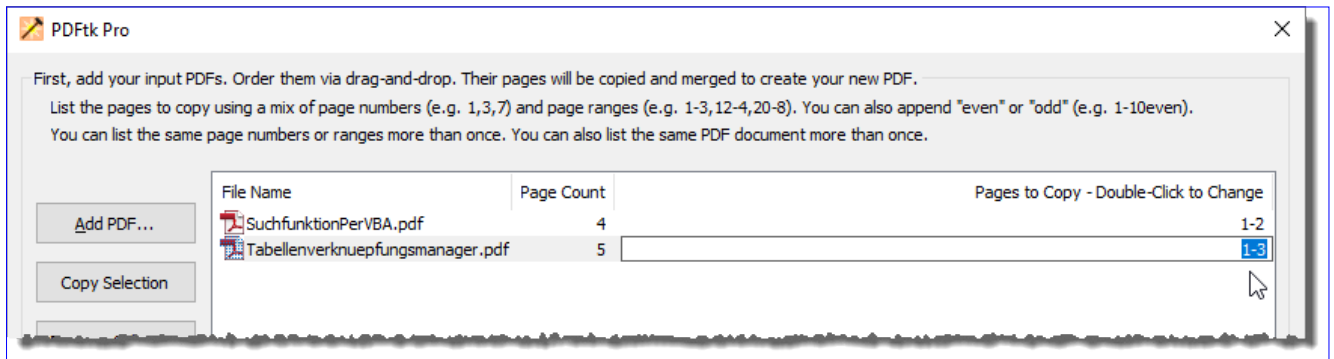 PDFtk Pro
First, add your input PDFs. Order them via drag-and-drop. Their pages will be copied and merged to create your new PDF.
List the pages to copy using a mix of page numbers (e.g. 1,3,7) and page ranges (e.g. 1-3,12-4,20-8). You can also append "even" or "odd" (e.g. 1-10even).
You can list the same page numbers or ranges more than once. You can also list the same PDF document more than once.
File Name Page Count Pages to Copy - Double-Click to Change
Add PDF...
SuchfunktionPerVBA.pdf 4 1-2
Tabellenverknuepfungsmanager.pdf 5 1-3
Copy Selection